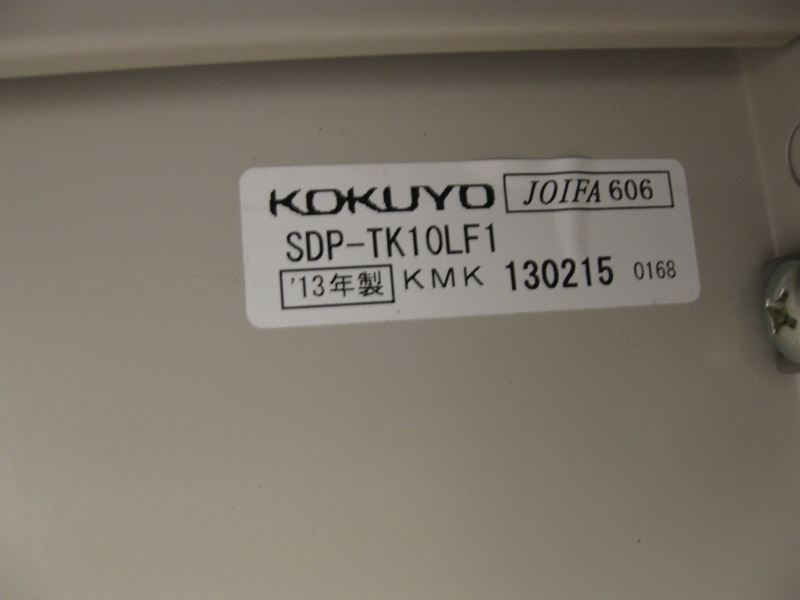 KOKUYO JOIFA 606
SDP-TK10LF1
'13年製 KMK 130215 0168